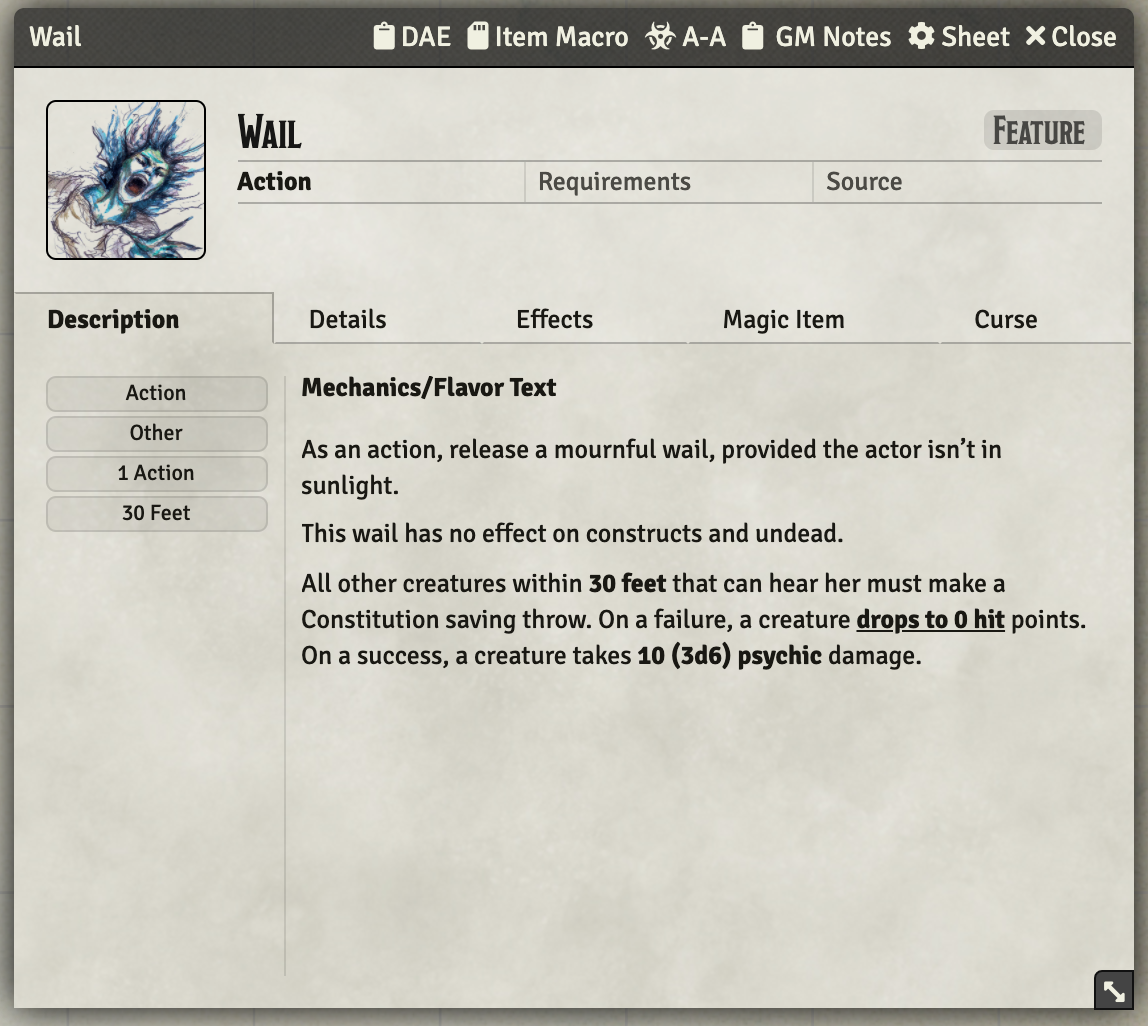 Wail DAE Item Macro A-A GM Notes Sheet Close
Wail Feature
Action Requirements Source
Description Details Effects Magic Item Curse
Action
Other
1 Action
30 Feet
Mechanics/Flavor Text
As an action, release a mournful wail, provided the actor isn’t in
sunlight.
This wail has no effect on constructs and undead.
All other creatures within 30 feet that can hear her must make a
Constitution saving throw. On a failure, a creature drops to 0 hit points.
On a success, a creature takes 10 (3d6) psychic damage.